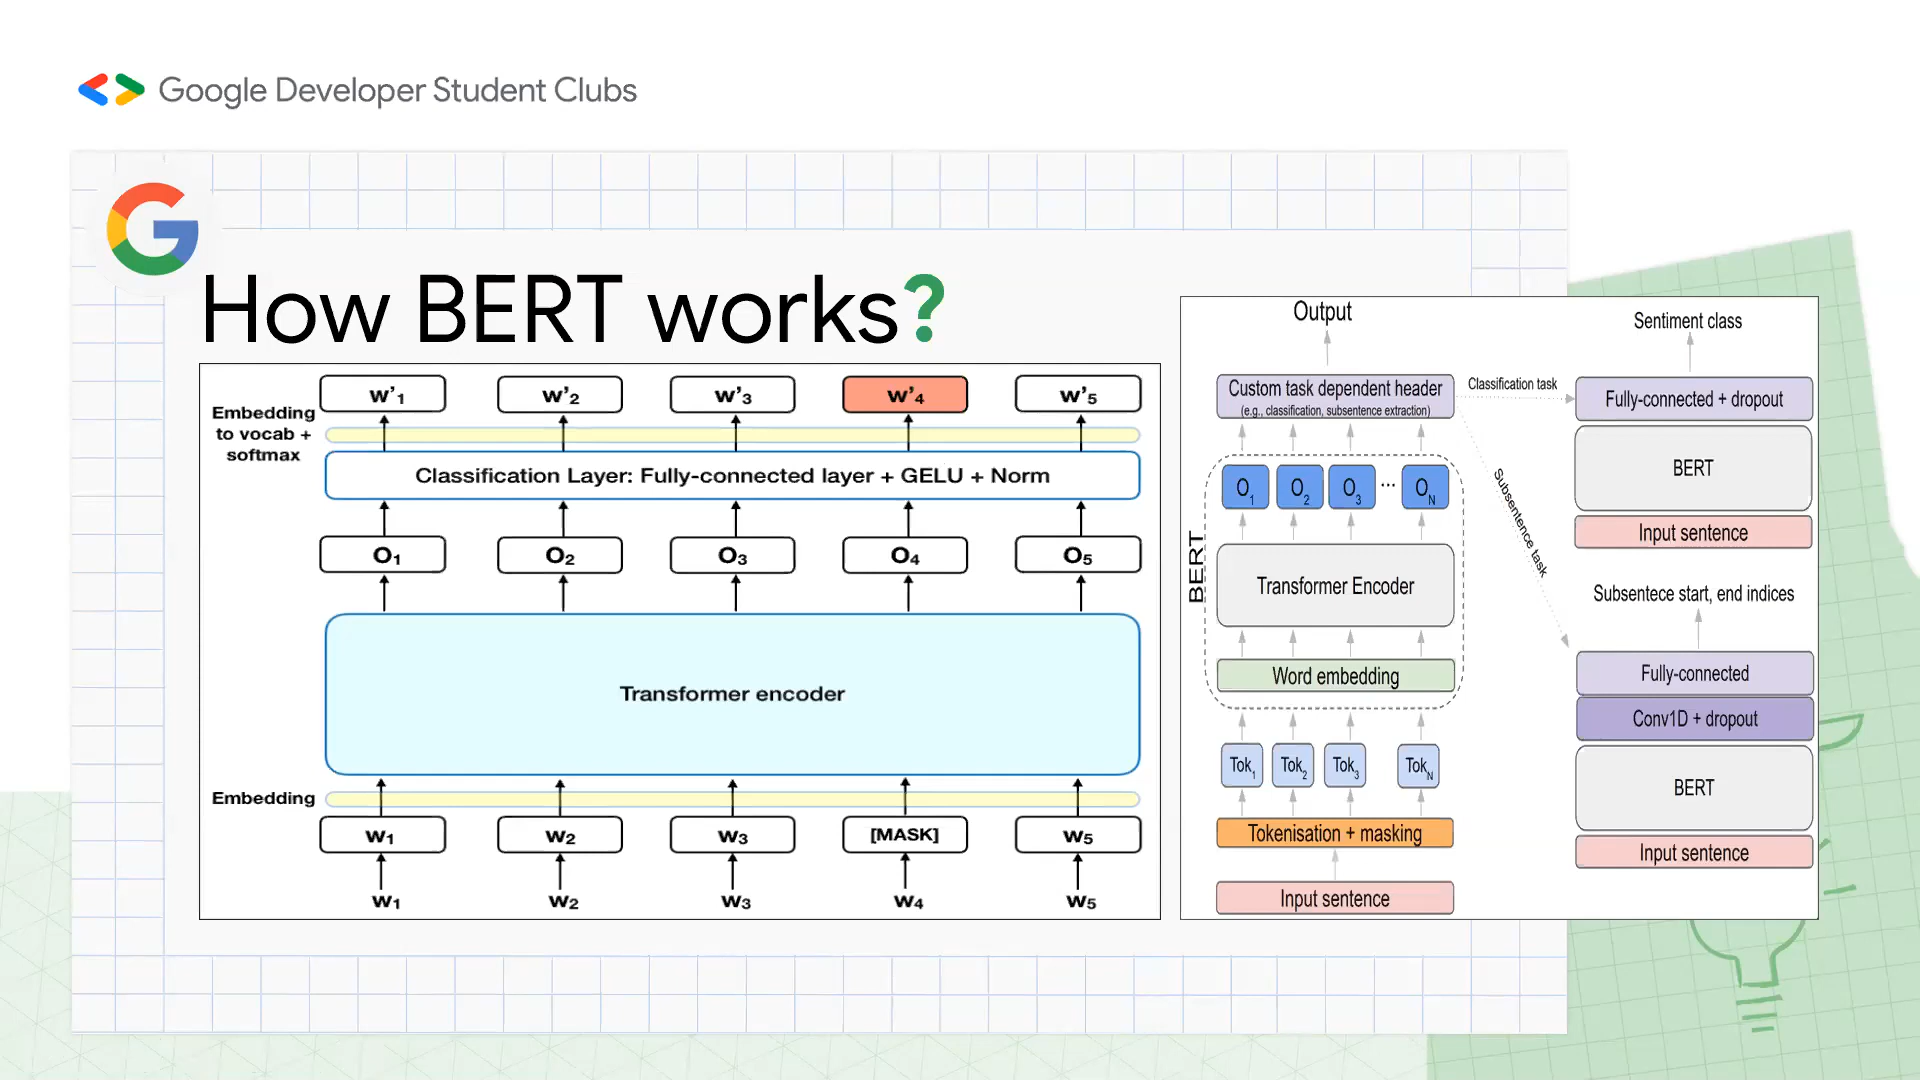 Google Developer Student Clubs
How BERT works?
w'1 w'2 w'3 w'4 w'5
Embedding
to vocab +
softmax
Classification Layer: Fully-connected layer + GELU + Norm
O1 O2 O3 O4 O5
Transformer encoder
Embedding
W1 W2 W3 [MASK] W5
W1 W2 W3 W4 W5
Output
Custom task dependent header
(e.g., classification, subsentence extraction)
O1 O2 O3 ... ON
BERT
Transformer Encoder
Word embedding
Tok1 Tok2 Tok3 TokN
Tokenisation + masking
Input sentence
Classification task
Subsentence task
Sentiment class
Fully-connected + dropout
BERT
Input sentence
Subsentece start, end indices
Fully-connected
Conv1D + dropout
BERT
Input sentence